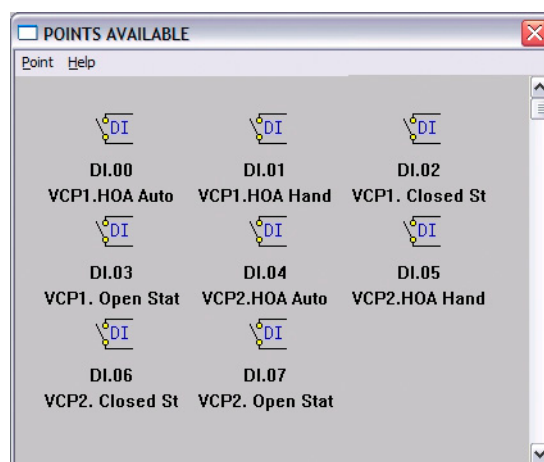 POINTS AVAILABLE
Point Help
DI DI DI
DI.00 DI.01 DI.02
VCP1.HOA Auto VCP1.HOA Hand VCP1. Closed St
DI DI DI
DI.03 DI.04 DI.05
VCP1. Open Stat VCP2.HOA Auto VCP2.HOA Hand
DI DI
DI.06 DI.07
VCP2. Closed St VCP2. Open Stat